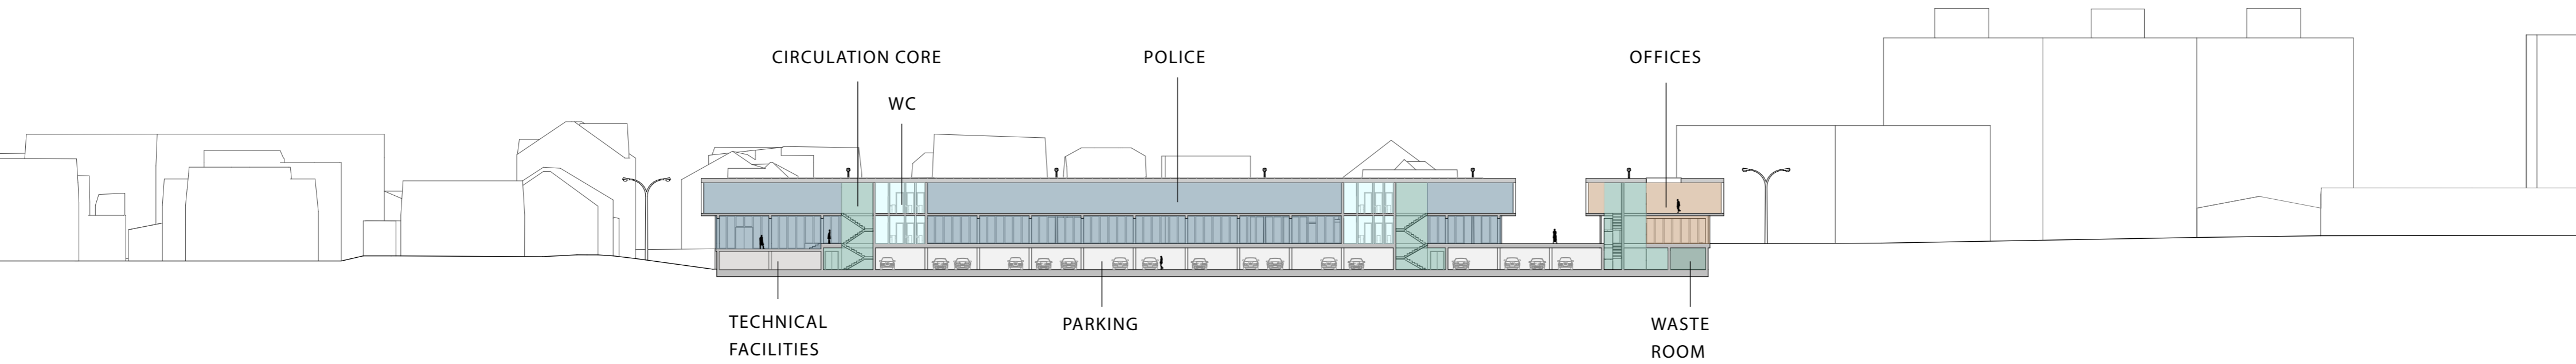 CIRCULATION CORE
POLICE
OFFICES
WC
TECHNICAL
FACILITIES
PARKING
WASTE
ROOM